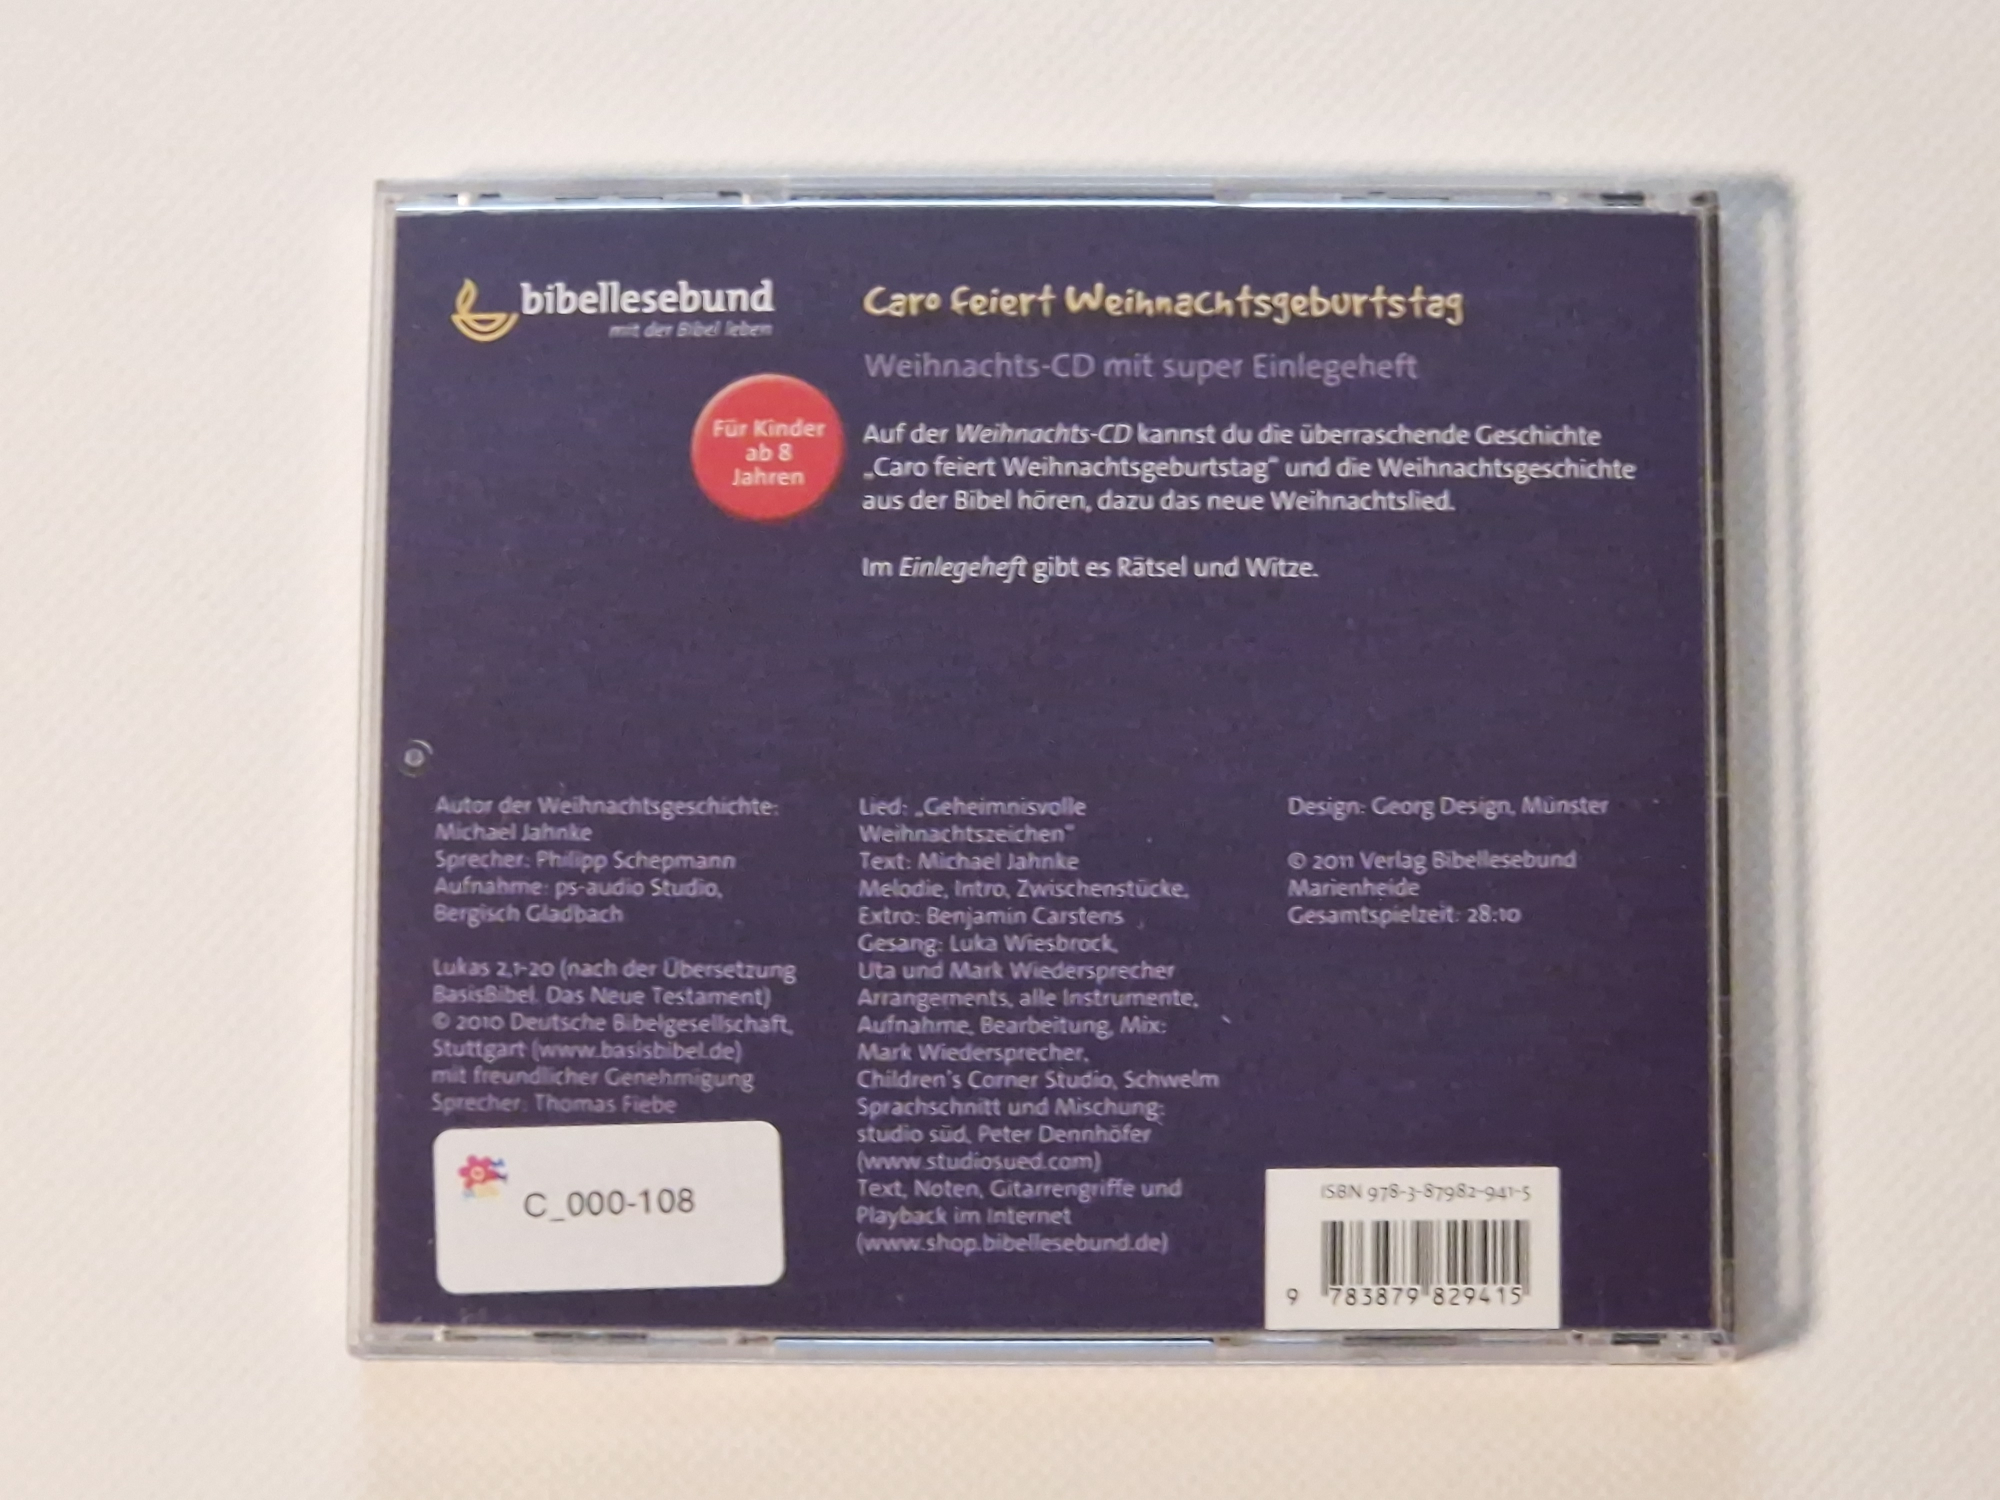 bibellesebund
mit der Bibel leben
Für Kinder
ab 8
Jahren
Caro feiert Weihnachtsgeburtstag
Weihnachts-CD mit super Einlegeheft
Auf der Weihnachts-CD kannst du die überraschende Geschichte
„Caro feiert Weihnachtsgeburtstag“ und die Weihnachtsgeschichte
aus der Bibel hören, dazu das neue Weihnachtslied.
Im Einlegeheft gibt es Rätsel und Witze.
Autor der Weihnachtsgeschichte:
Michael Jahnke
Sprecher: Philipp Schepmann
Aufnahme: ps-audio Studio,
Bergisch Gladbach
Lukas 2,1-20 (nach der Übersetzung
BasisBibel. Das Neue Testament)
© 2010 Deutsche Bibelgesellschaft,
Stuttgart (www.basisbibel.de)
mit freundlicher Genehmigung
Sprecher: Thomas Fiebe
C_000-108
Lied: „Geheimnisvolle
Weihnachtszeichen“
Text: Michael Jahnke
Melodie, Intro, Zwischenstücke,
Extro: Benjamin Carstens
Gesang: Luka Wiesbrock,
Uta und Mark Wiedersprecher
Arrangements, alle Instrumente,
Aufnahme, Bearbeitung, Mix:
Mark Wiedersprecher,
Children's Corner Studio, Schwelm
Sprachschnitt und Mischung:
studio süd, Peter Dennhöfer
(www.studiosued.com)
Text, Noten, Gitarrengriffe und
Playback im Internet
(www.shop.bibellesebund.de)
Design: Georg Design, Münster
© 2011 Verlag Bibellesebund
Marienheide
Gesamtspielzeit: 28:10
ISBN 978-3-87982-941-5
9 783879 829415